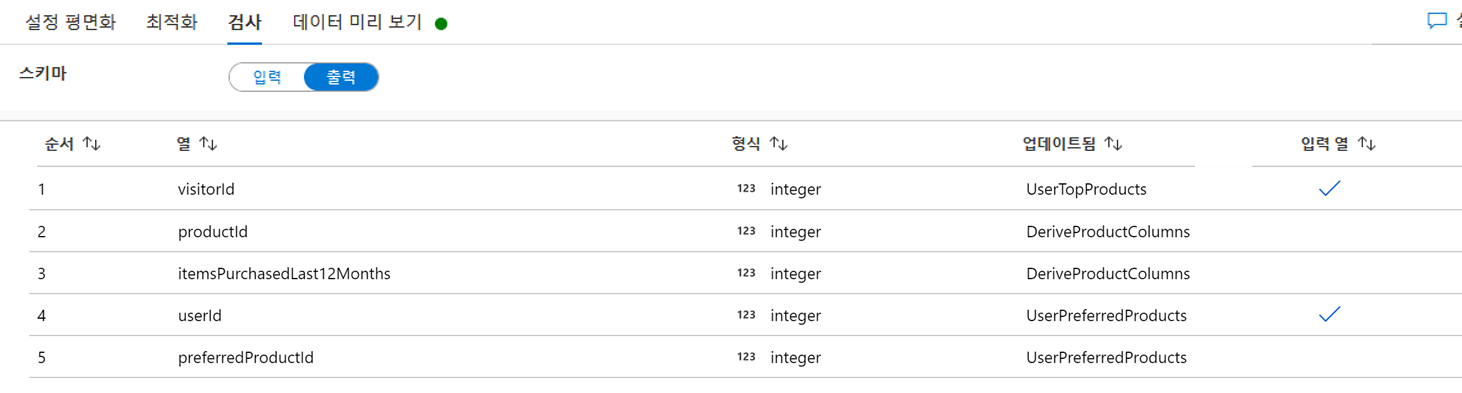 설정 평면화 최적화 검사 데이터 미리 보기
스키마 입력 출력
순서 열 형식 업데이트됨 입력 열
1 visitorId 123 integer UserTopProducts
2 productId 123 integer DeriveProductColumns
3 itemsPurchasedLast12Months 123 integer DeriveProductColumns
4 userId 123 integer UserPreferredProducts
5 preferredProductId 123 integer UserPreferredProducts